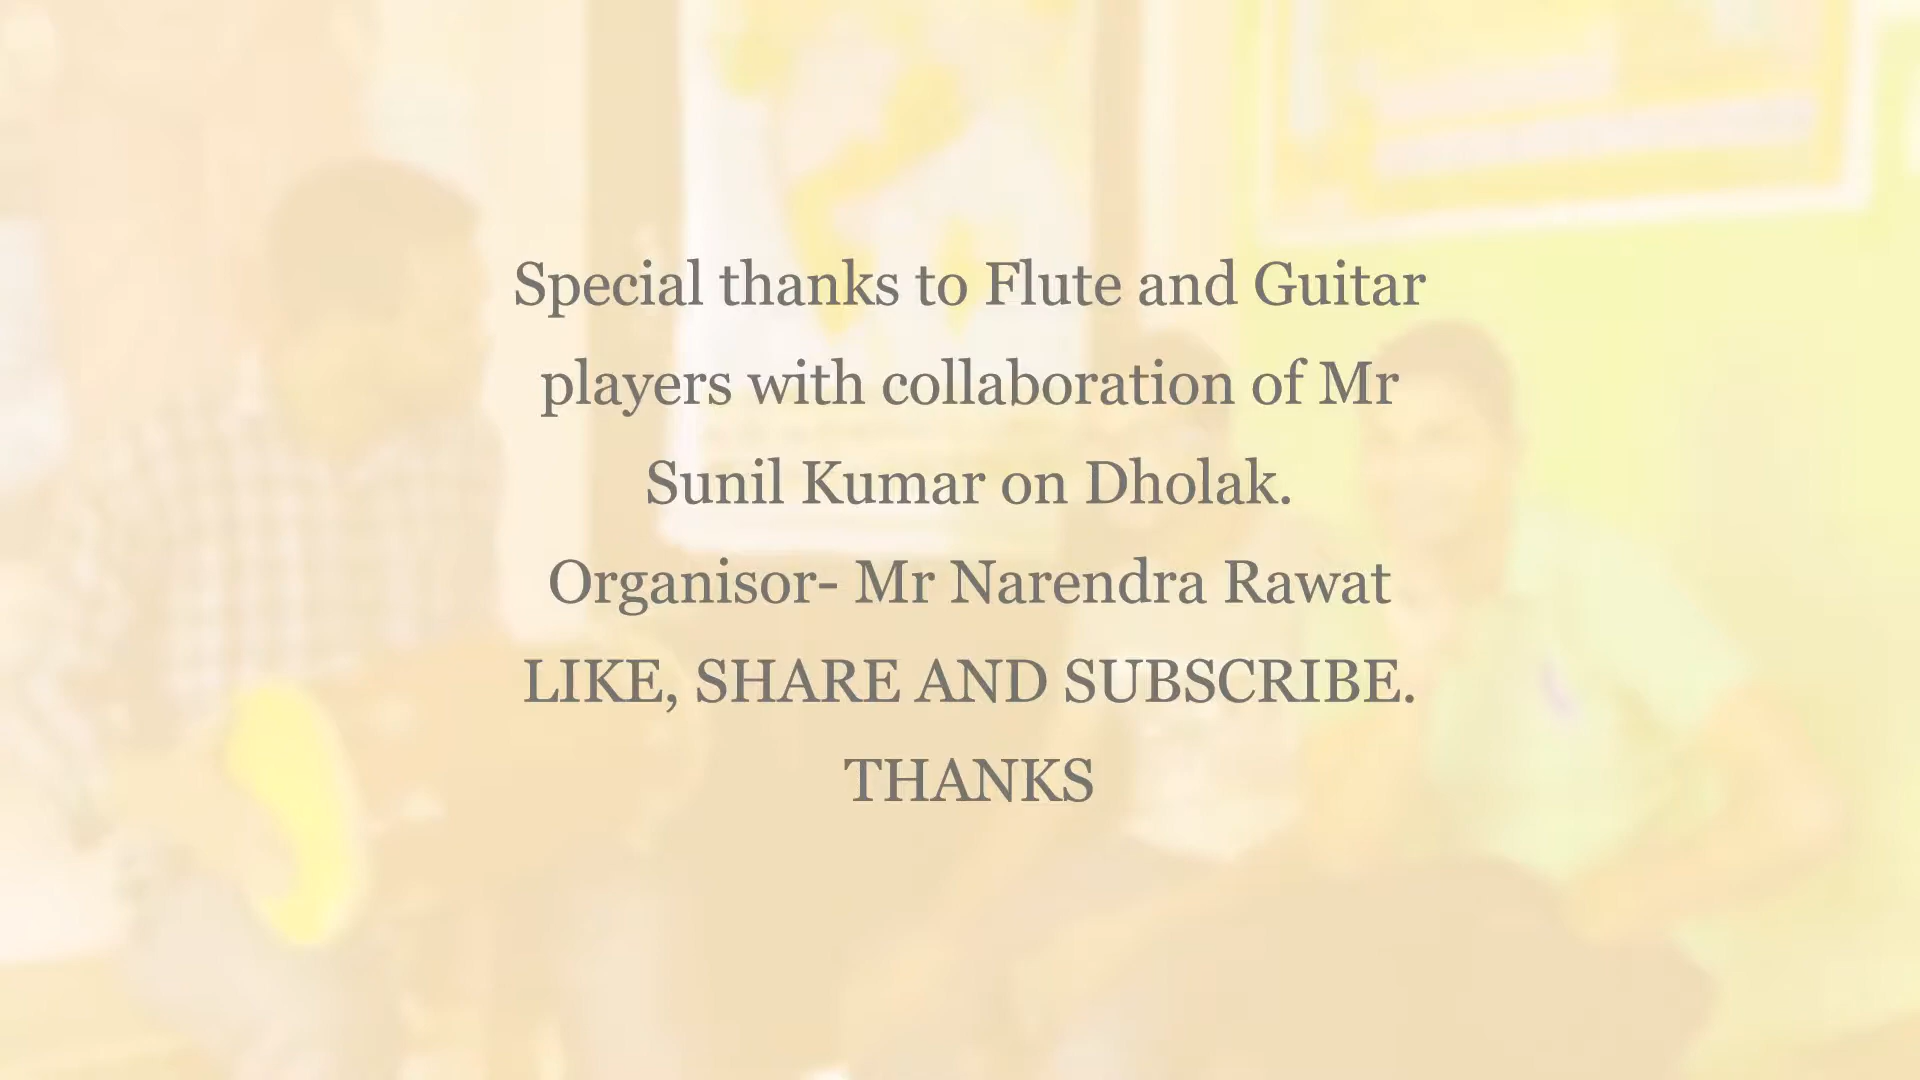 Special thanks to Flute and Guitar
players with collaboration of Mr
Sunil Kumar on Dholak.
Organisor- Mr Narendra Rawat
LIKE, SHARE AND SUBSCRIBE.
THANKS